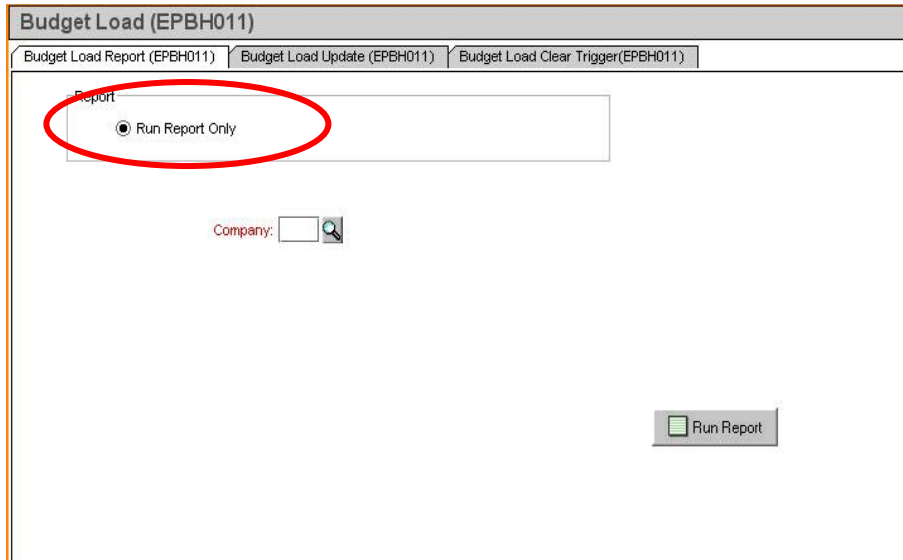 Budget Load (EPBH011)
Budget Load Report (EPBH011) Budget Load Update (EPBH011) Budget Load Clear Trigger(EPBH011)
Report
Run Report Only
Company:
Run Report